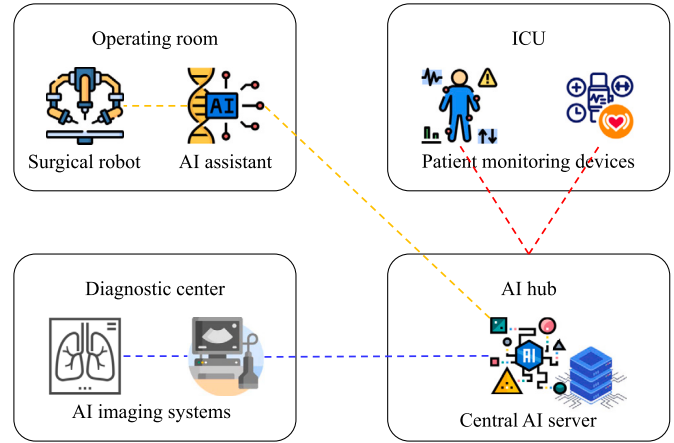 Operating room
AI
Surgical robot
AI assistant
ICU
Patient monitoring devices
Diagnostic center
AI imaging systems
AI hub
AI
Central AI server